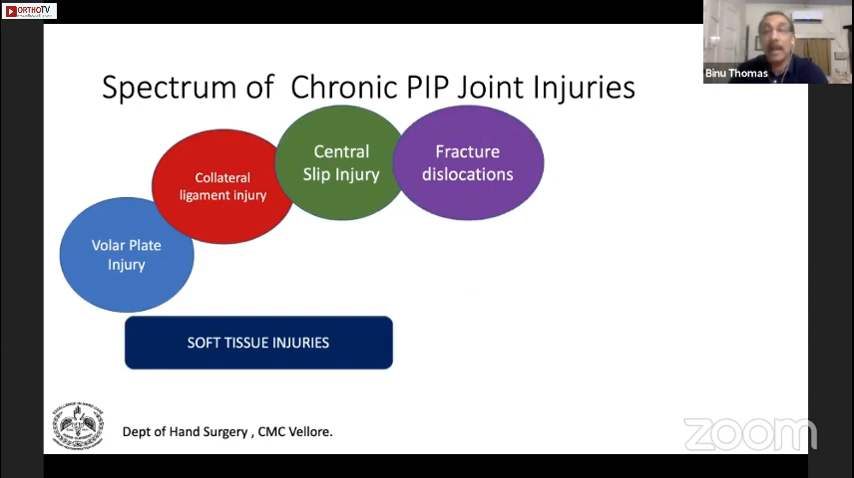 ORTHOTV
Binu Thomas
Spectrum of Chronic PIP Joint Injuries
Volar Plate
Injury
Collateral
ligament injury
Central
Slip Injury
Fracture
dislocations
SOFT TISSUE INJURIES
Dept of Hand Surgery , CMC Vellore.
zoom